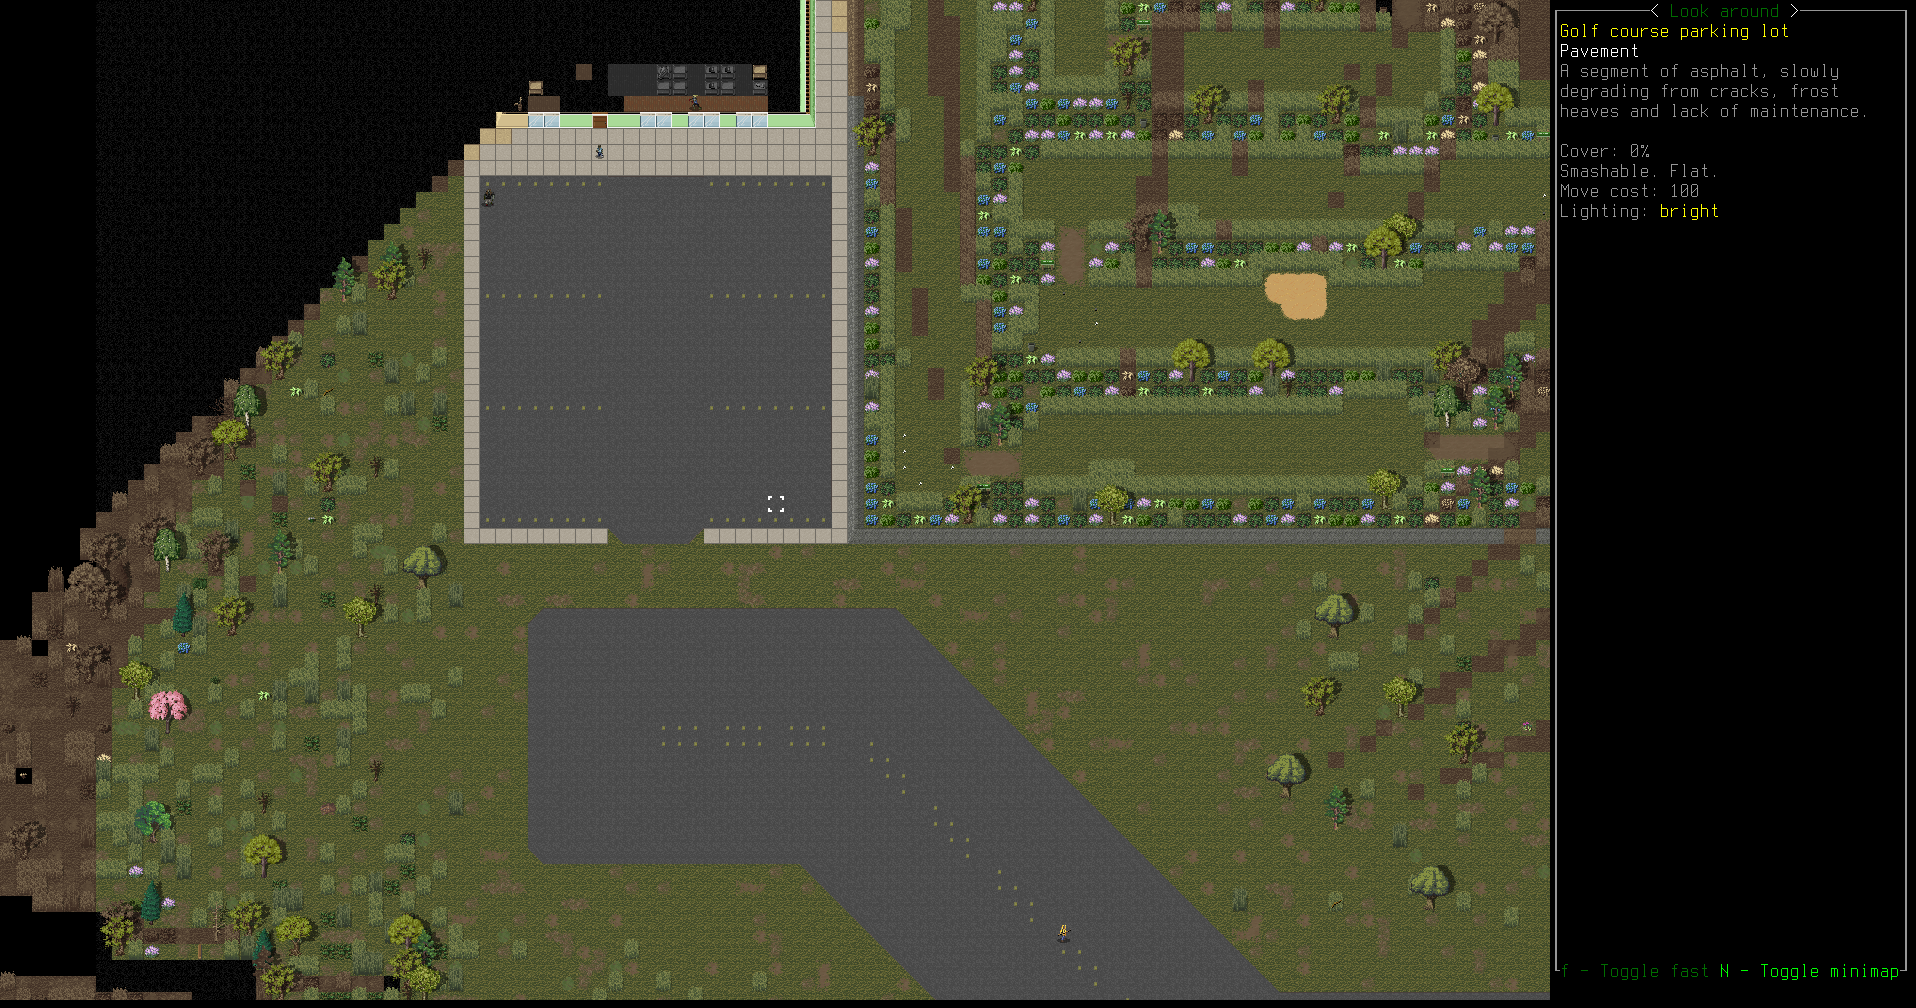 < Look around >
Golf course parking lot
Pavement
A segment of asphalt, slowly
degrading from cracks, frost
heaves and lack of maintenance.
Cover: 0%
Smashable. Flat.
Move cost: 100
Lighting: bright
f - Toggle fast N - Toggle minimap